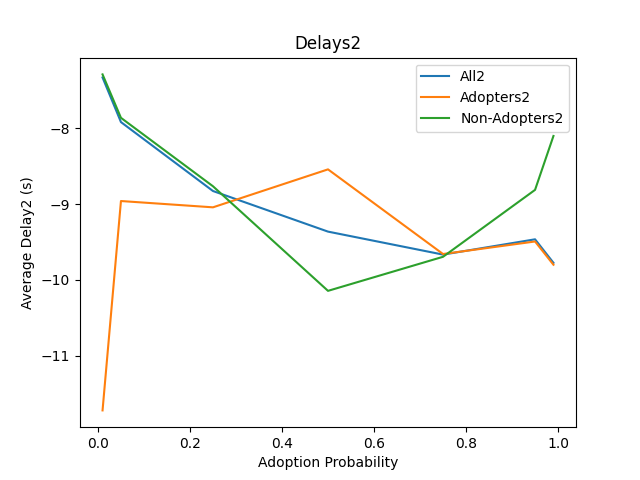 Delays2
All2
Adopters2
Non-Adopters2
Average Delay2 (s)
−8
−9
−10
−11
0.0 0.2 0.4 0.6 0.8 1.0
Adoption Probability